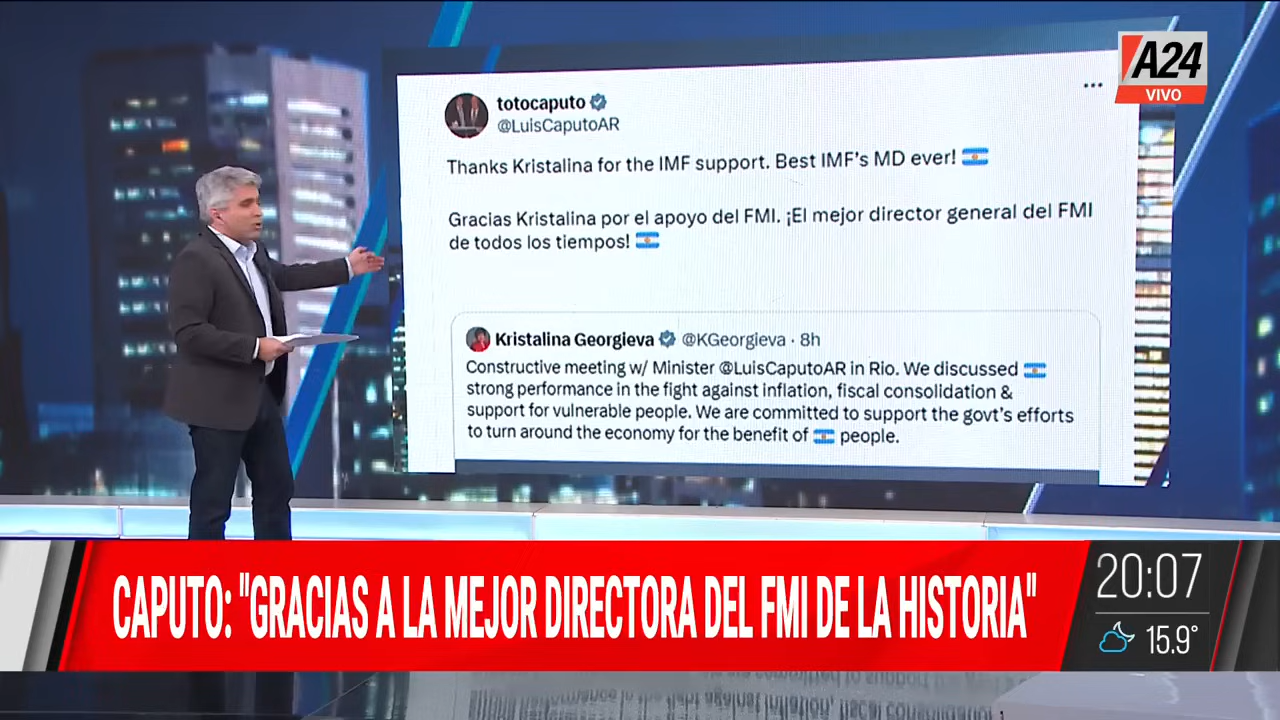 A24
VIVO
totocaputo
@LuisCaputoAR
Thanks Kristalina for the IMF support. Best IMF's MD ever!
Gracias Kristalina por el apoyo del FMI. ¡El mejor director general del FMI
de todos los tiempos!
Kristalina Georgieva @KGeorgieva · 8h
Constructive meeting w/ Minister @LuisCaputoAR in Rio. We discussed
strong performance in the fight against inflation, fiscal consolidation &
support for vulnerable people. We are committed to support the govt's efforts
to turn around the economy for the benefit of people.
CAPUTO: "GRACIAS A LA MEJOR DIRECTORA DEL FMI DE LA HISTORIA"
20:07
15.9°